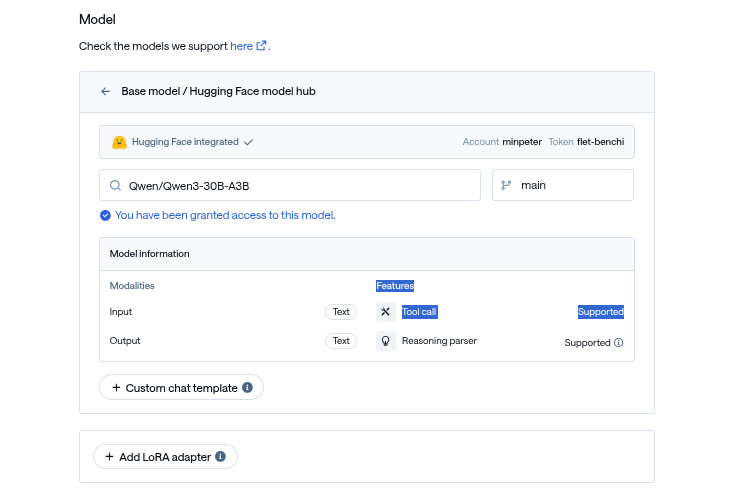 Model
Check the models we support here.
Base model / Hugging Face model hub
Hugging Face integrated Account minpeter Token flet-benchi
Qwen/Qwen3-30B-A3B main
You have been granted access to this model.
Model information
Modalities Features
Input Text Tool call Supported
Output Text Reasoning parser Supported
+ Custom chat template
+ Add LoRA adapter